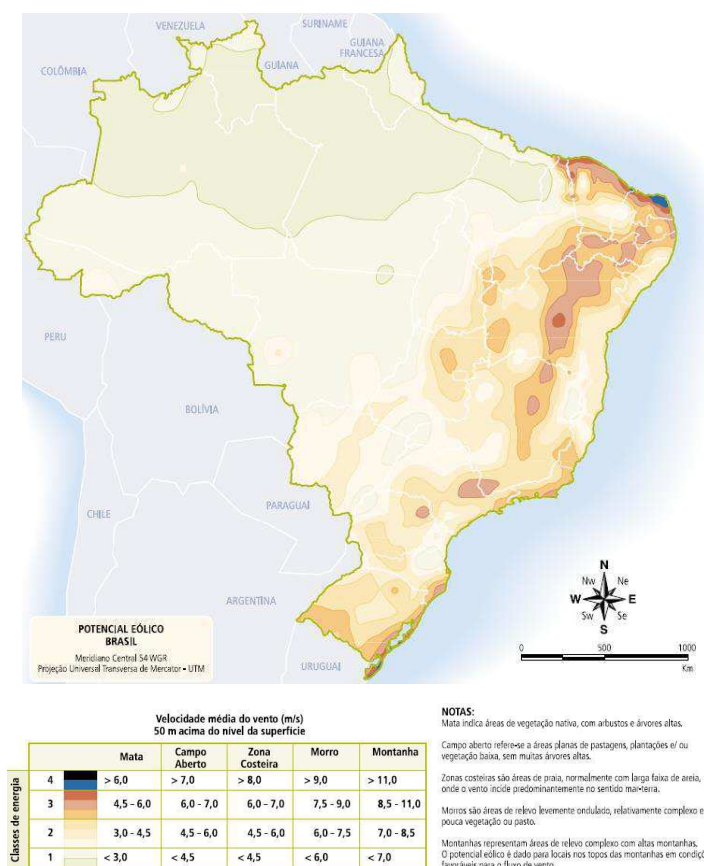 VENEZUELA
SURINAME
GUIANA
FRANCESA
COLÔMBIA
GUIANA
PERU
BOLÍVIA
PARAGUAI
CHILE
ARGENTINA
URUGUAI
N
Nw Ne
W E
Sw Se
S
0 500 1000
Km
POTENCIAL EÓLICO
BRASIL
Meridiano Central 54 WGR
Projeção Universal Transversa de Mercator - UTM
Velocidade média do vento (m/s)
50 m acima do nível da superfície
Mata Campo Aberto Zona Costeira Morro Montanha
Classes de energia
4 > 6,0 > 7,0 > 8,0 > 9,0 > 11,0
3 4,5 - 6,0 6,0 - 7,0 6,0 - 7,0 7,5 - 9,0 8,5 - 11,0
2 3,0 - 4,5 4,5 - 6,0 4,5 - 6,0 6,0 - 7,5 7,0 - 8,5
1 < 3,0 < 4,5 < 4,5 < 6,0 < 7,0
NOTAS:
Mata indica áreas de vegetação nativa, com arbustos e árvores altas.
Campo aberto refere-se a áreas planas de pastagens, plantações e/ ou
vegetação baixa, sem muitas árvores altas.
Zonas costeiras são áreas de praia, normalmente com larga faixa de areia,
onde o vento incide predominantemente no sentido mar-terra.
Morros são áreas de relevo levemente ondulado, relativamente complexo e
pouca vegetação ou pasto.
Montanhas representam áreas de relevo complexo com altas montanhas.
O potencial eólico é dado para locais nos topos das montanhas em condiç
favoráveis para o fluxo de vento.